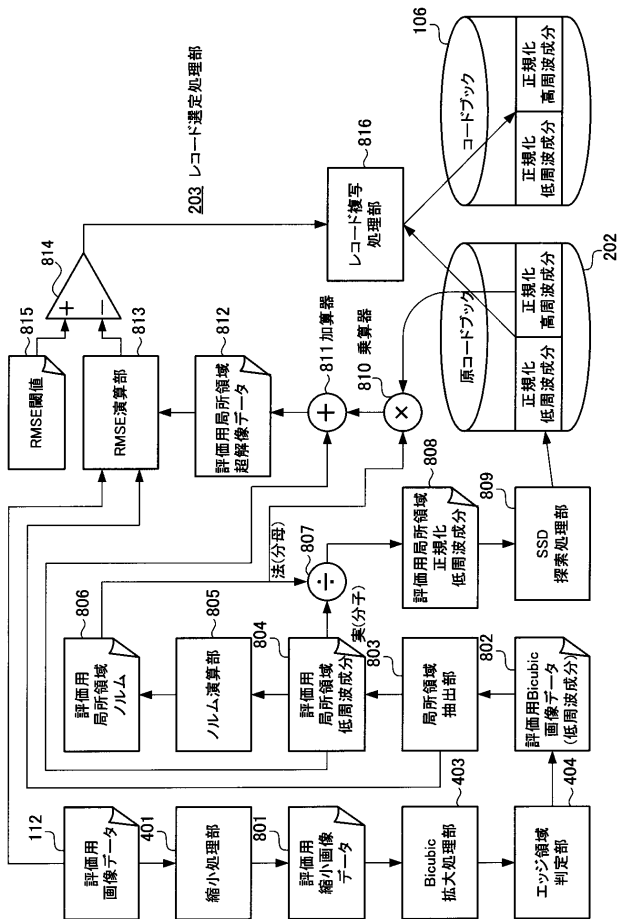 112
評価用
画像データ
401
縮小処理部
801
評価用
縮小画像
データ
403
Bicubic
拡大処理部
404
エッジ領域
判定部
802
評価用Bicubic
画像データ
(低周波成分)
803
局所領域
抽出部
804
評価用
局所領域
低周波成分
805
ノルム演算部
806
評価用
局所領域
ノルム
法(分母)
実(分子)
÷
807
808
評価用局所領域
正規化
低周波成分
809
SSD
探索処理部
810 乗算器
×
811 加算器
+
812
評価用局所領域
超解像データ
813
RMSE演算部
815
RMSE閾値
814
+
−
203 レコード選定処理部
816
レコード複写
処理部
原コードブック
正規化
低周波成分
正規化
高周波成分
202
コードブック
正規化
低周波成分
正規化
高周波成分
106